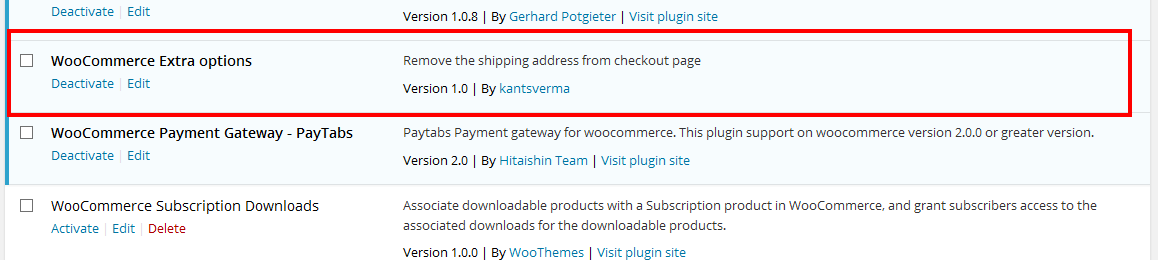 Deactivate | Edit
Version 1.0.8 | By Gerhard Potgieter | Visit plugin site
WooCommerce Extra options
Remove the shipping address from checkout page
Deactivate | Edit
Version 1.0 | By kantsverma
WooCommerce Payment Gateway - PayTabs
Paytabs Payment gateway for woocommerce. This plugin support on woocommerce version 2.0.0 or greater version.
Deactivate | Edit
Version 2.0 | By Hitaishin Team | Visit plugin site
WooCommerce Subscription Downloads
Associate downloadable products with a Subscription product in WooCommerce, and grant subscribers access to the
Activate | Edit | Delete
associated downloads for the downloadable products.
Version 1.0.0 | By WooThemes | Visit plugin site